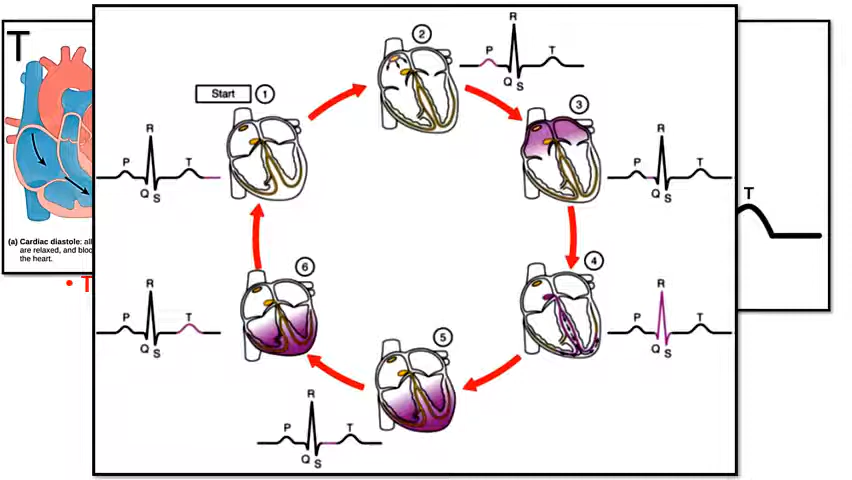 T
(a) Cardiac diastole: all
are relaxed, and bloo
the heart.
• T
Start 1
P Q R S T
2
P Q R S T
3
P Q R S T
4
P Q R S T
5
P Q R S T
6
P Q R S T
T